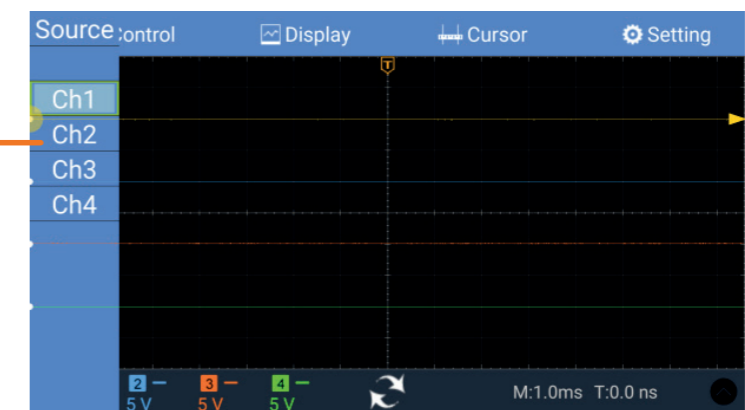 Source
:ontrol
Display
Cursor
Setting
T
Ch1
Ch2
Ch3
Ch4
2 3 4
5 V 5 V 5 V
M:1.0ms T:0.0 ns